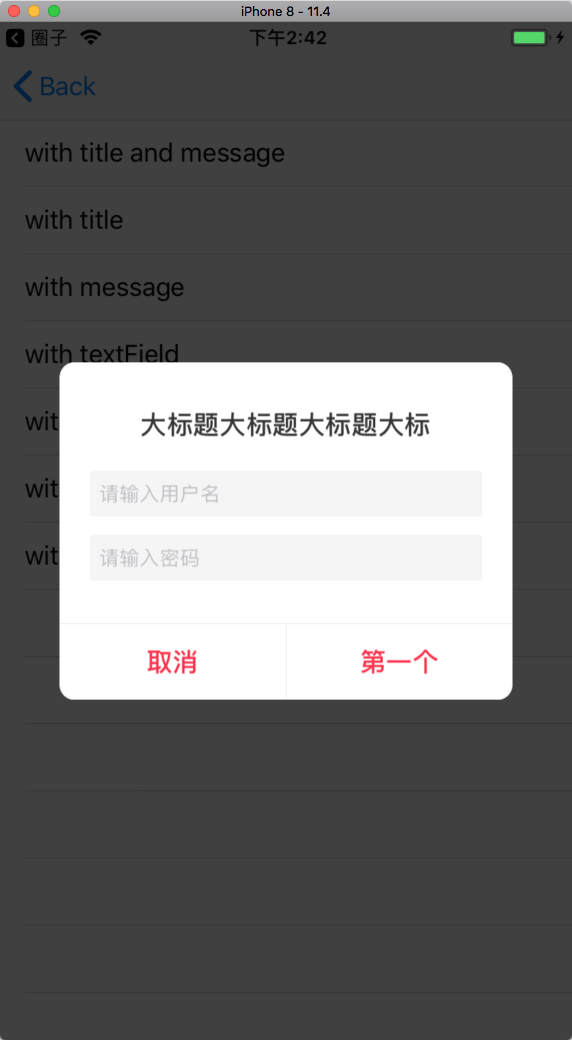 iPhone 8 - 11.4
圈子 下午2:42
Back
with title and message
with title
with message
with textField
wit
大标题大标题大标题大标
请输入用户名
wit
请输入密码
wit
取消 第一个